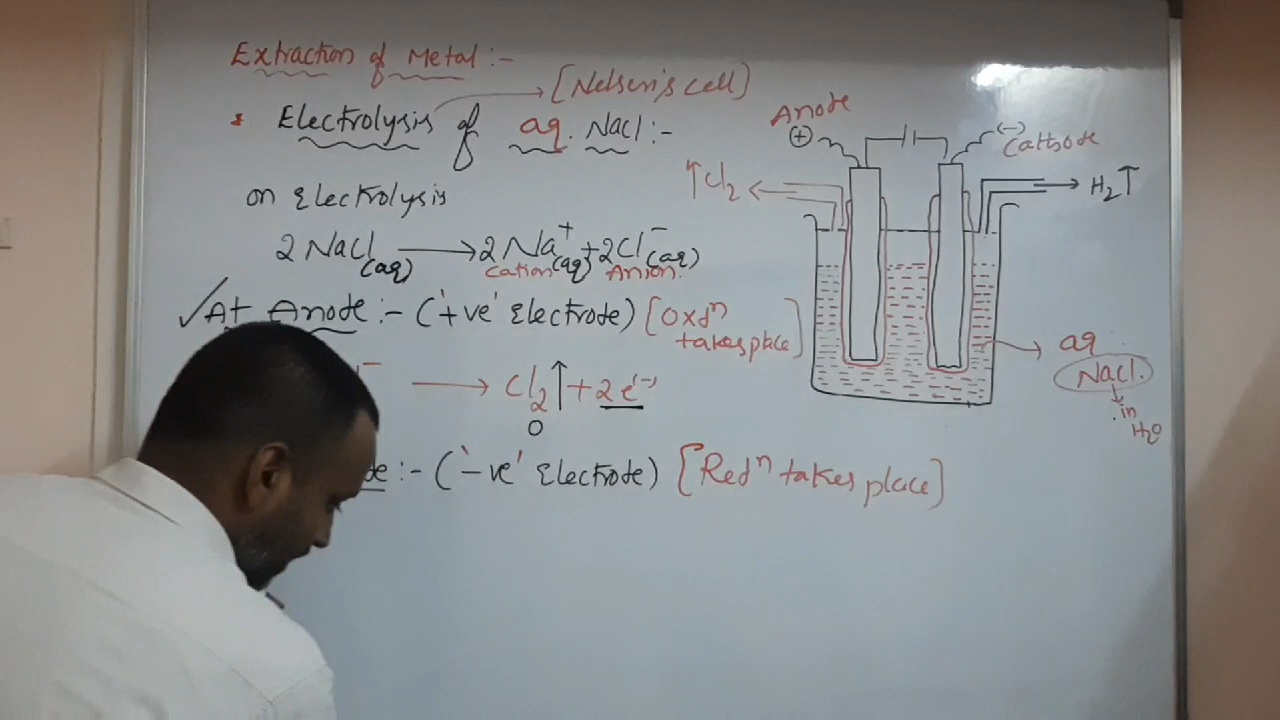 Extraction of Metal:-
* Electrolysis of aq. NaCl:-
[Nelsen's cell]
on Electrolysis
2 NaCl(aq) → 2 Na+(aq) + 2Cl−(aq)
Cation Anion
✓At Anode:- ('+ve' Electrode) [Oxdn takes place]
− → Cl2↑ + 2e(−)
0
de:- ('-ve' Electrode) [Redn takes place]
Anode
+
(−)
Cathode
↑Cl2
H2↑
aq
NaCl.
in
H2O